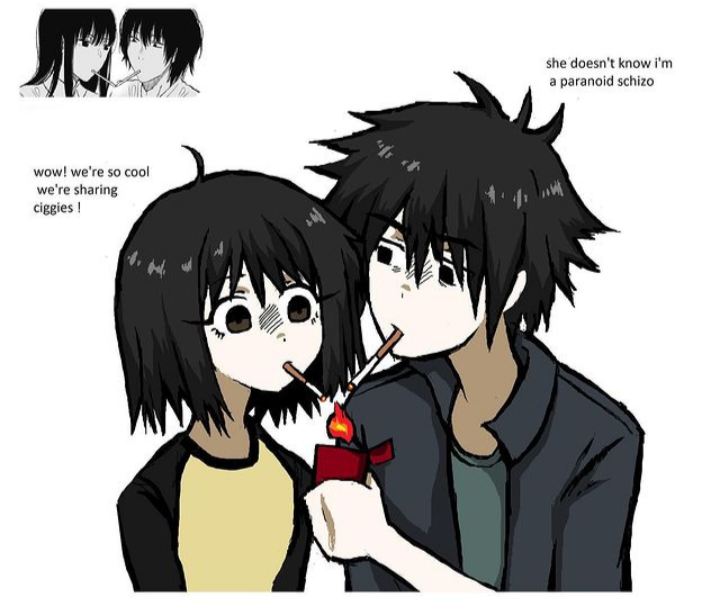 she doesn't know i'm
a paranoid schizo
wow! we're so cool
we're sharing
ciggies !